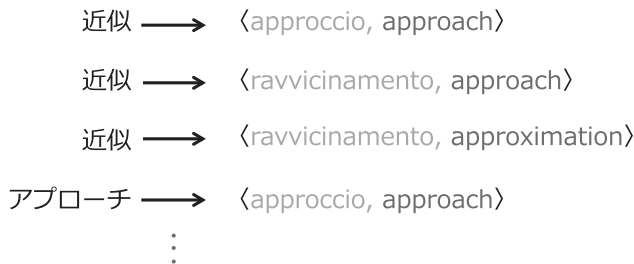 近似 → 〈approccio, approach〉
近似 → 〈ravvicinamento, approach〉
近似 → 〈ravvicinamento, approximation〉
アプローチ → 〈approccio, approach〉
⋮